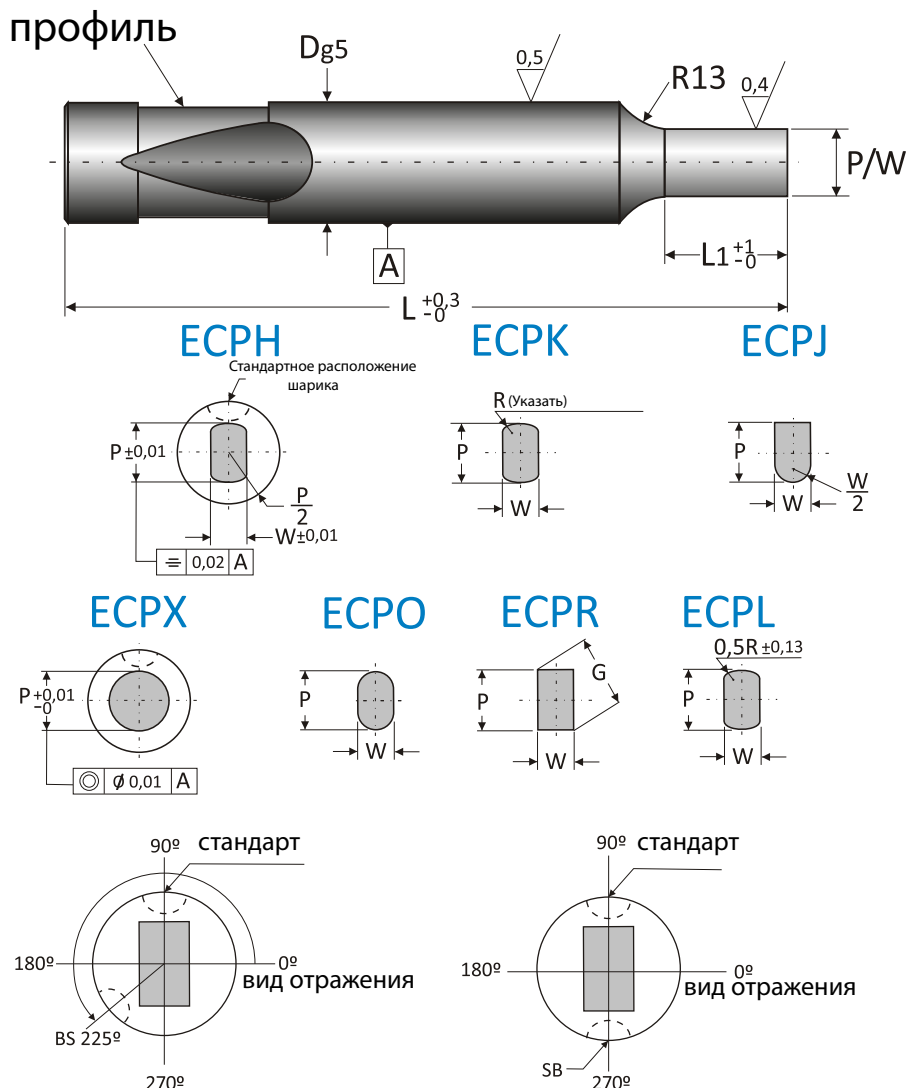 профиль
Dg5
0,5
R13
0,4
P/W
A
L1 +1 -0
L +0,3 -0
ECPH
ECPK
ECPJ
Стандартное расположение
шарика
R (Указать)
P±0,01
P
P
P
2
W
W
W
2
W±0,01
0,02 A
ECPX
ECPO
ECPR
ECPL
0,5R ±0,13
P +0,01 -0
P
P
G
P
W
W
W
ø 0,01 A
90º
стандарт
180º
0º
вид отражения
BS 225º
270º
90º
стандарт
180º
0º
вид отражения
SB
270º